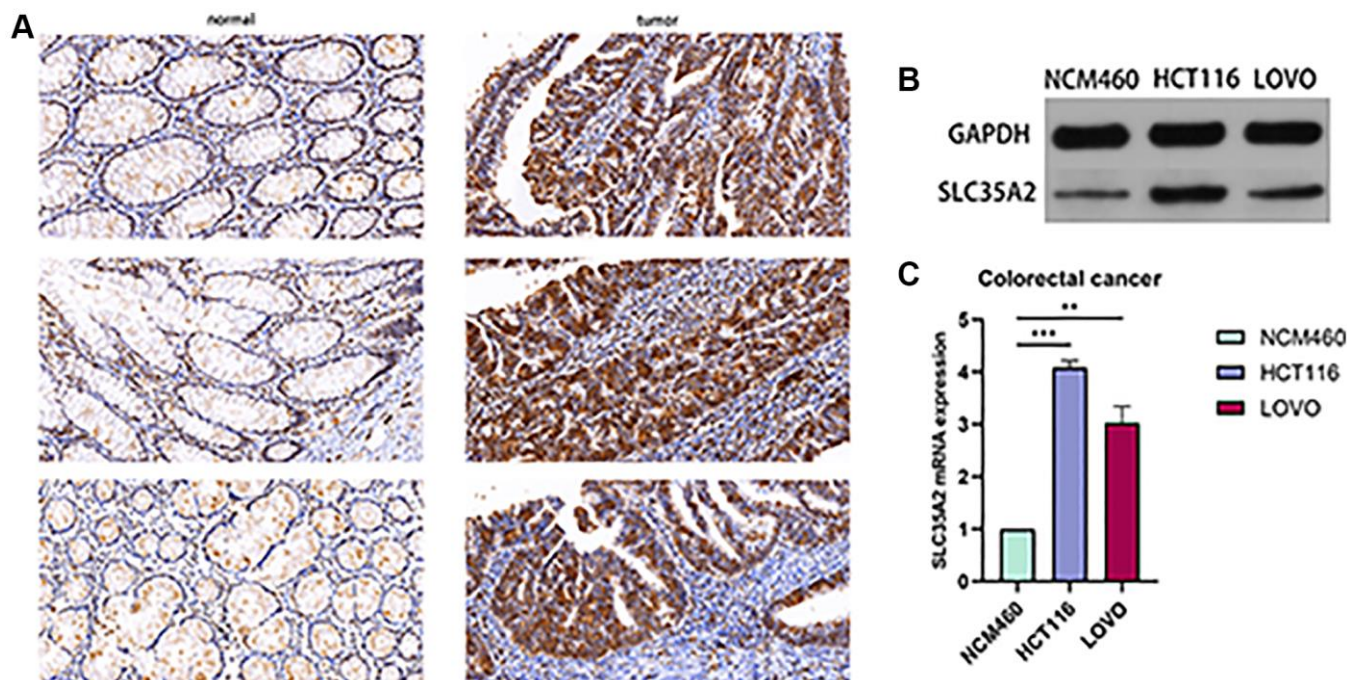 A
normal
tumor
B
NCM460 HCT116 LOVO
GAPDH
SLC35A2
C
Colorectal cancer
**
***
5
4
3
2
1
0
SLC35A2 mRNA expression
NCM460
HCT116
LOVO
NCM460
HCT116
LOVO